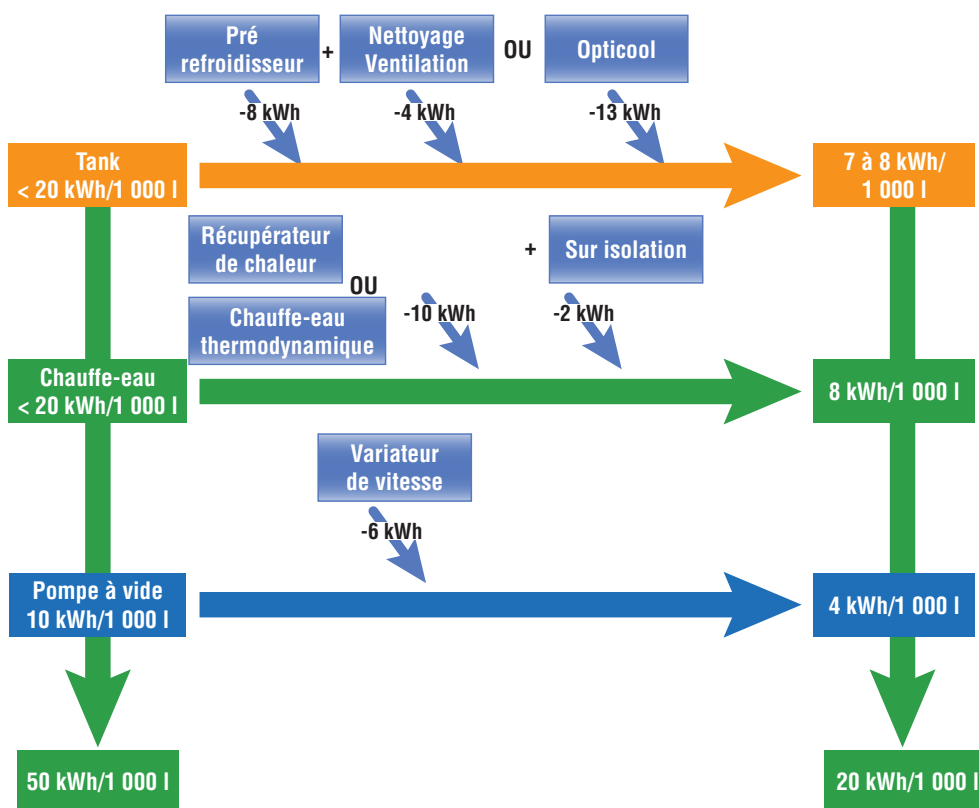 Pré
refroidisseur
+
Nettoyage
Ventilation
OU
Opticool
-8 kWh
-4 kWh
-13 kWh
Tank
< 20 kWh/1 000 l
7 à 8 kWh/
1 000 l
Récupérateur
de chaleur
OU
Chauffe-eau
thermodynamique
+
Sur isolation
-10 kWh
-2 kWh
Chauffe-eau
< 20 kWh/1 000 l
8 kWh/1 000 l
Variateur
de vitesse
-6 kWh
Pompe à vide
10 kWh/1 000 l
4 kWh/1 000 l
50 kWh/1 000 l
20 kWh/1 000 l